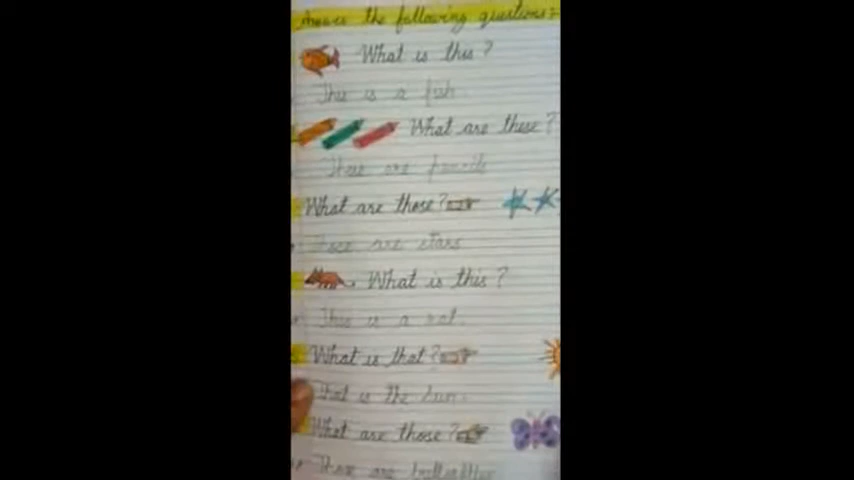 Answer the following questions:-
What is this?
This is a fish.
What are these?
These are pencils
What are those?
Those are stars
What is this?
This is a rat.
What is that?
That is the Sun.
What are those?
Those are butterflies